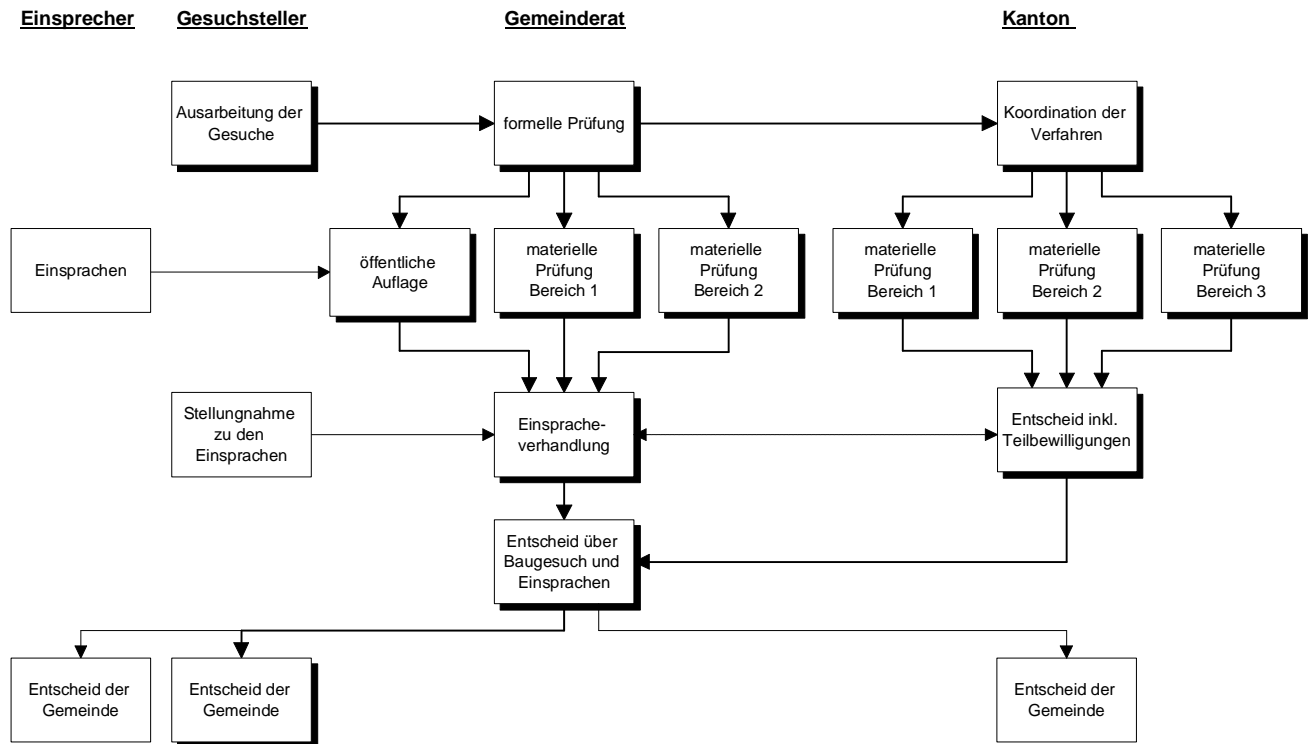 Einsprecher
Gesuchsteller
Gemeinderat
Kanton
Ausarbeitung der
Gesuche
formelle Prüfung
Koordination der
Verfahren
Einsprachen
öffentliche
Auflage
materielle
Prüfung
Bereich 1
materielle
Prüfung
Bereich 2
materielle
Prüfung
Bereich 1
materielle
Prüfung
Bereich 2
materielle
Prüfung
Bereich 3
Stellungnahme
zu den
Einsprachen
Einsprache-
verhandlung
Entscheid inkl.
Teilbewilligungen
Entscheid über
Baugesuch und
Einsprachen
Entscheid der
Gemeinde
Entscheid der
Gemeinde
Entscheid der
Gemeinde